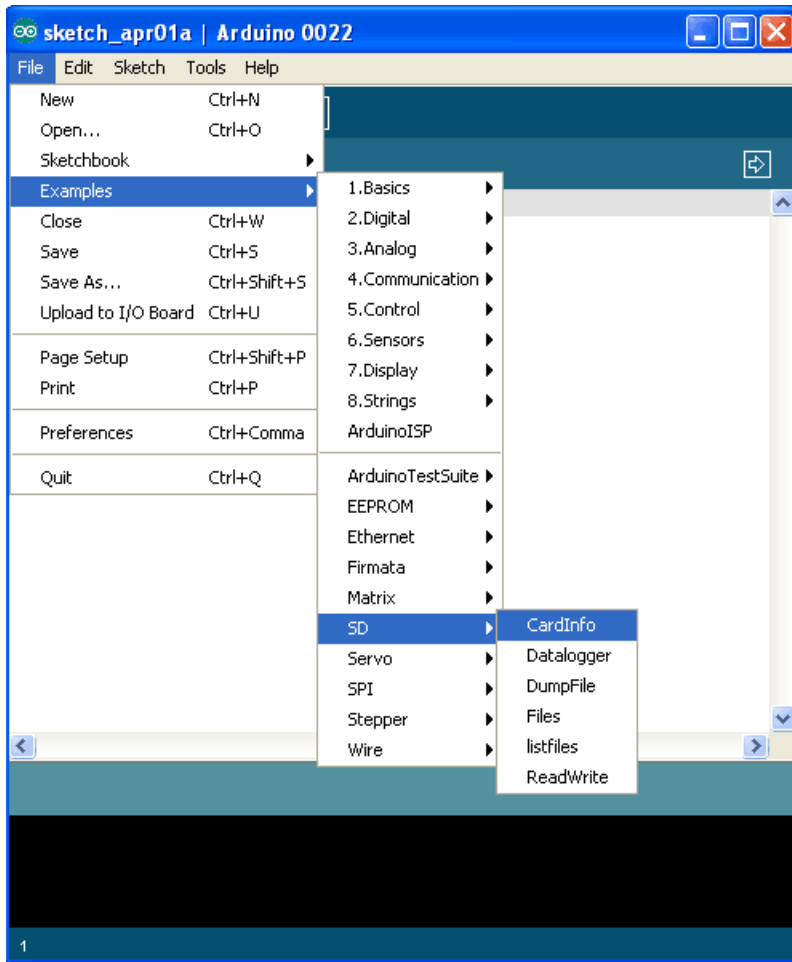 sketch_apr01a | Arduino 0022
File Edit Sketch Tools Help
New Ctrl+N
Open... Ctrl+O
Sketchbook
Examples
Close Ctrl+W
Save Ctrl+S
Save As... Ctrl+Shift+S
Upload to I/O Board Ctrl+U
Page Setup Ctrl+Shift+P
Print Ctrl+P
Preferences Ctrl+Comma
Quit Ctrl+Q
1.Basics
2.Digital
3.Analog
4.Communication
5.Control
6.Sensors
7.Display
8.Strings
ArduinoISP
ArduinoTestSuite
EEPROM
Ethernet
Firmata
Matrix
SD
Servo
SPI
Stepper
Wire
CardInfo
Datalogger
DumpFile
Files
listfiles
ReadWrite
1